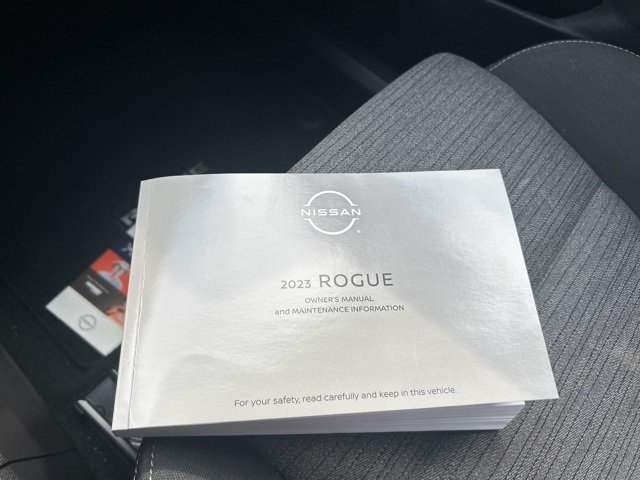 NISSAN
2023 ROGUE
OWNER'S MANUAL
and MAINTENANCE INFORMATION
For your safety, read carefully and keep in this vehicle.